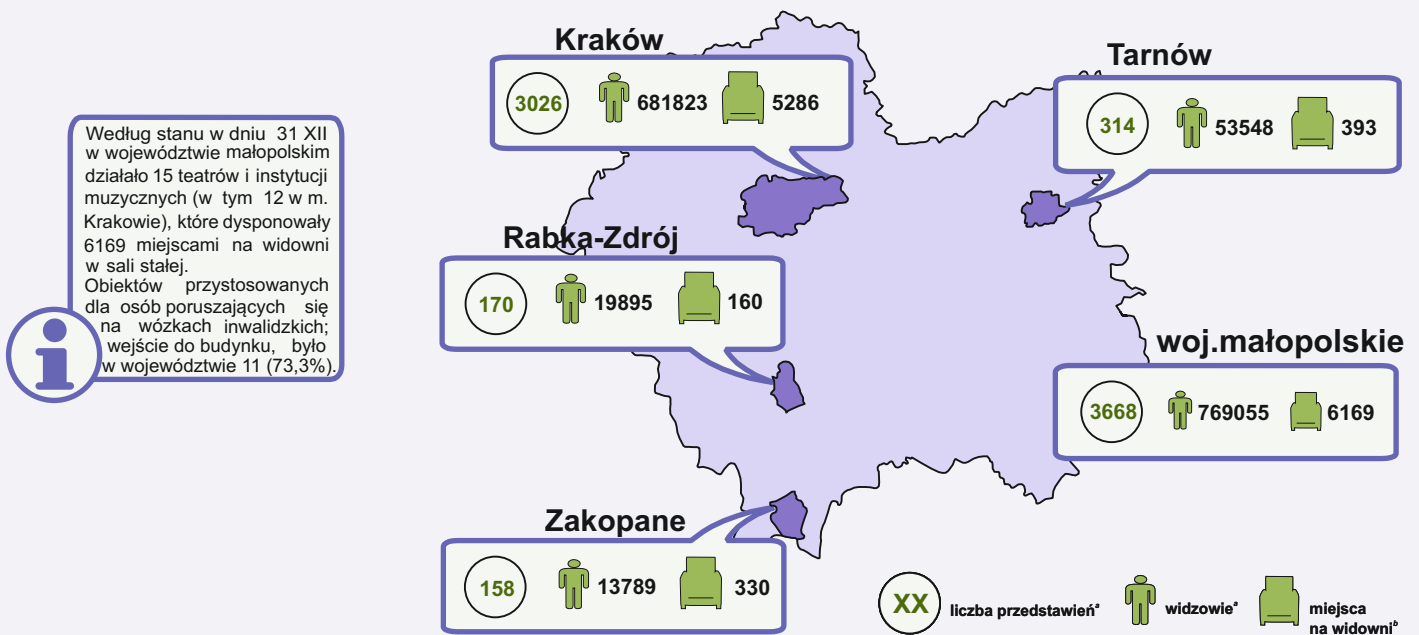 Według stanu w dniu 31 XII
w województwie małopolskim
działało 15 teatrów i instytucji
muzycznych (w tym 12 w m.
Krakowie), które dysponowały
6169 miejscami na widowni
w sali stałej.
Obiektów przystosowanych
dla osób poruszających się
na wózkach inwalidzkich;
wejście do budynku, było
w województwie 11 (73,3%).
Kraków
3026 681823 5286
Tarnów
314 53548 393
Rabka-Zdrój
170 19895 160
woj.małopolskie
3668 769055 6169
Zakopane
158 13789 330
XX liczba przedstawień a widzowie a miejsca
na widowni b